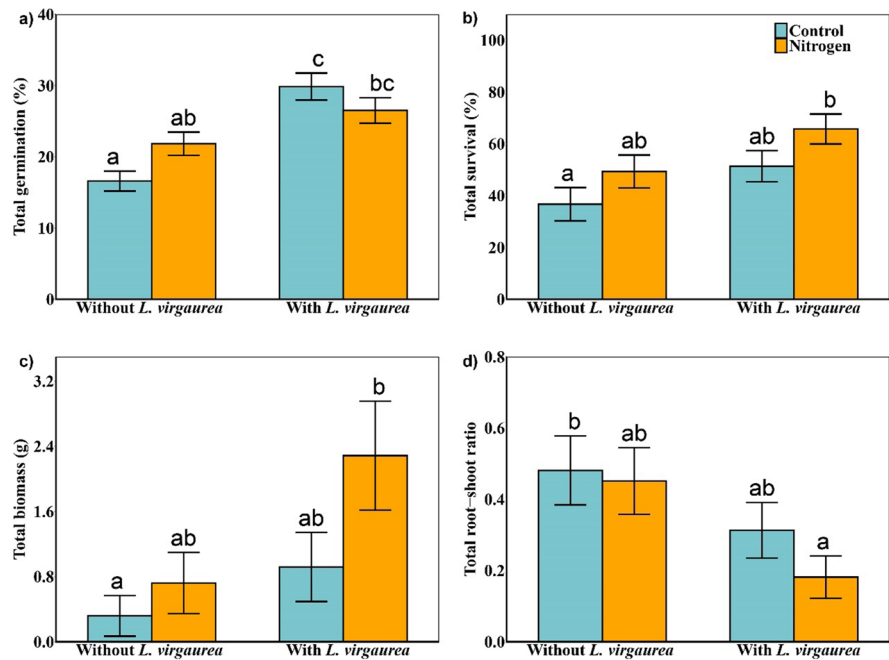 a)
Total germination (%)
40
30
20
10
0
a
ab
c
bc
Without L. virgaurea
With L. virgaurea
b)
Control
Nitrogen
Total survival (%)
100
80
60
40
20
0
a
ab
ab
b
Without L. virgaurea
With L. virgaurea
c)
Total biomass (g)
3.2
2.4
1.6
0.8
0.0
a
ab
ab
b
Without L. virgaurea
With L. virgaurea
d)
Total root–shoot ratio
0.8
0.6
0.4
0.2
0.0
b
ab
ab
a
Without L. virgaurea
With L. virgaurea